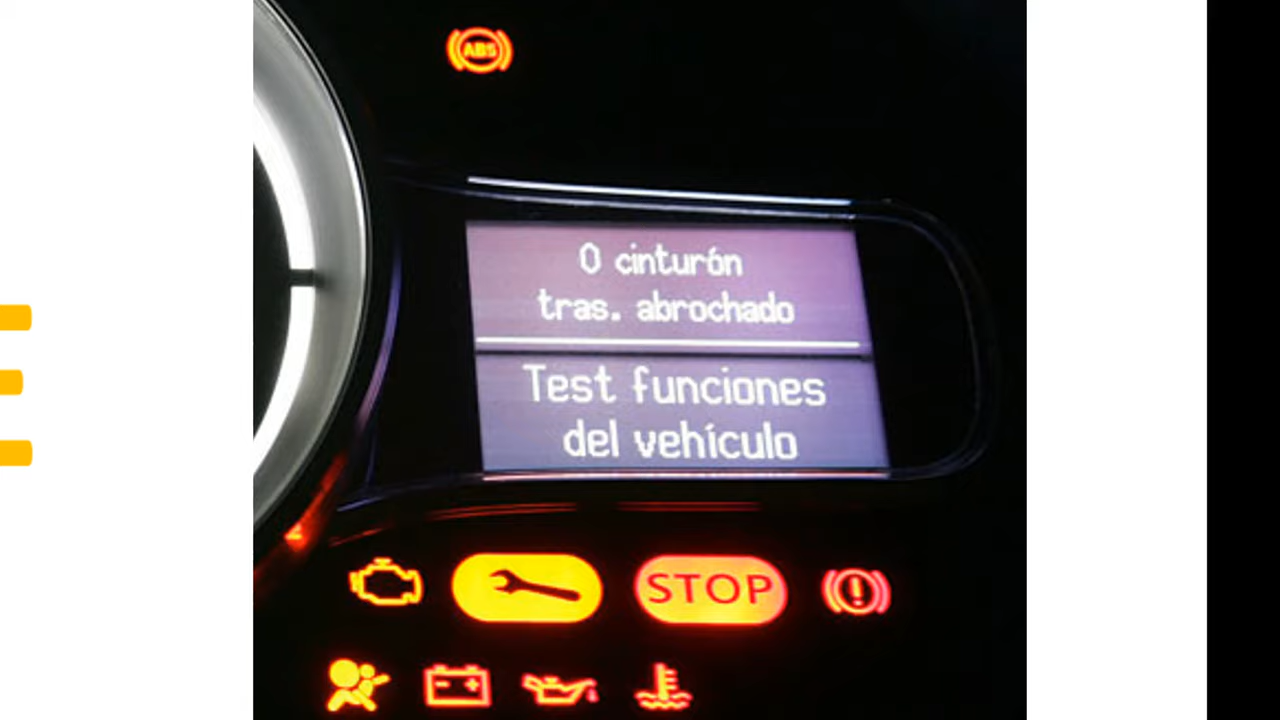 ABS
0 cinturón
tras. abrochado
Test funciones
del vehículo
STOP